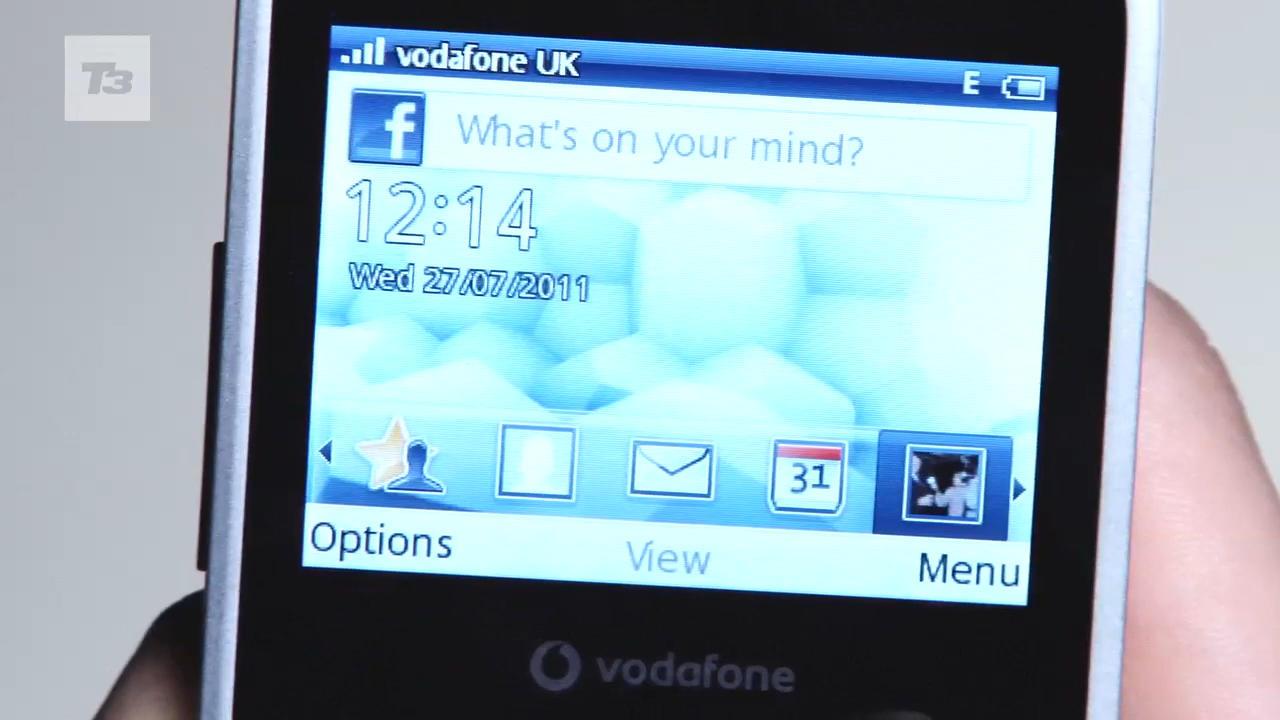 T3
vodafone UK
E
f
What's on your mind?
12:14
Wed 27/07/2011
31
Options
View
Menu
vodafone